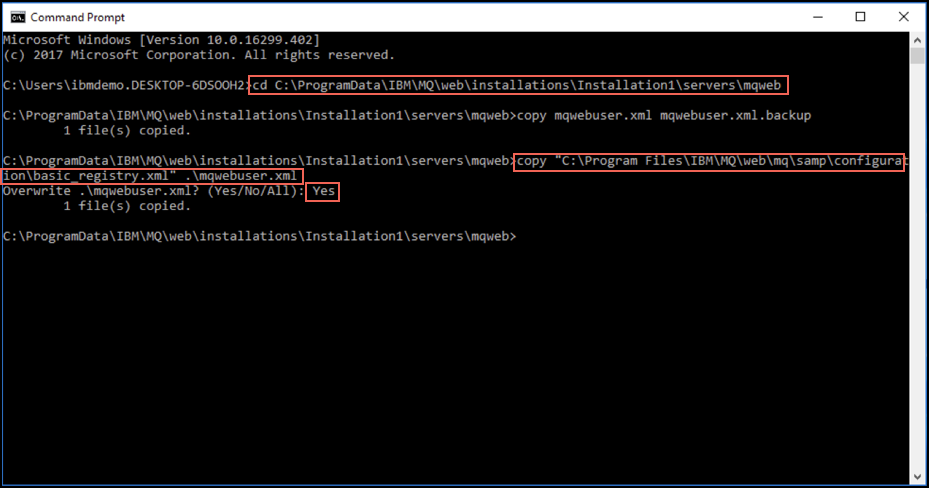 Command Prompt
Microsoft Windows [Version 10.0.16299.402]
(c) 2017 Microsoft Corporation. All rights reserved.
C:\Users\ibmdemo.DESKTOP-6DSOOH2>cd C:\ProgramData\IBM\MQ\web\installations\Installation1\servers\mqweb
C:\ProgramData\IBM\MQ\web\installations\Installation1\servers\mqweb>copy mqwebuser.xml mqwebuser.xml.backup
        1 file(s) copied.
C:\ProgramData\IBM\MQ\web\installations\Installation1\servers\mqweb>copy "C:\Program Files\IBM\MQ\web\mq\samp\configurat
ion\basic_registry.xml" .\mqwebuser.xml
Overwrite .\mqwebuser.xml? (Yes/No/All): Yes
        1 file(s) copied.
C:\ProgramData\IBM\MQ\web\installations\Installation1\servers\mqweb>